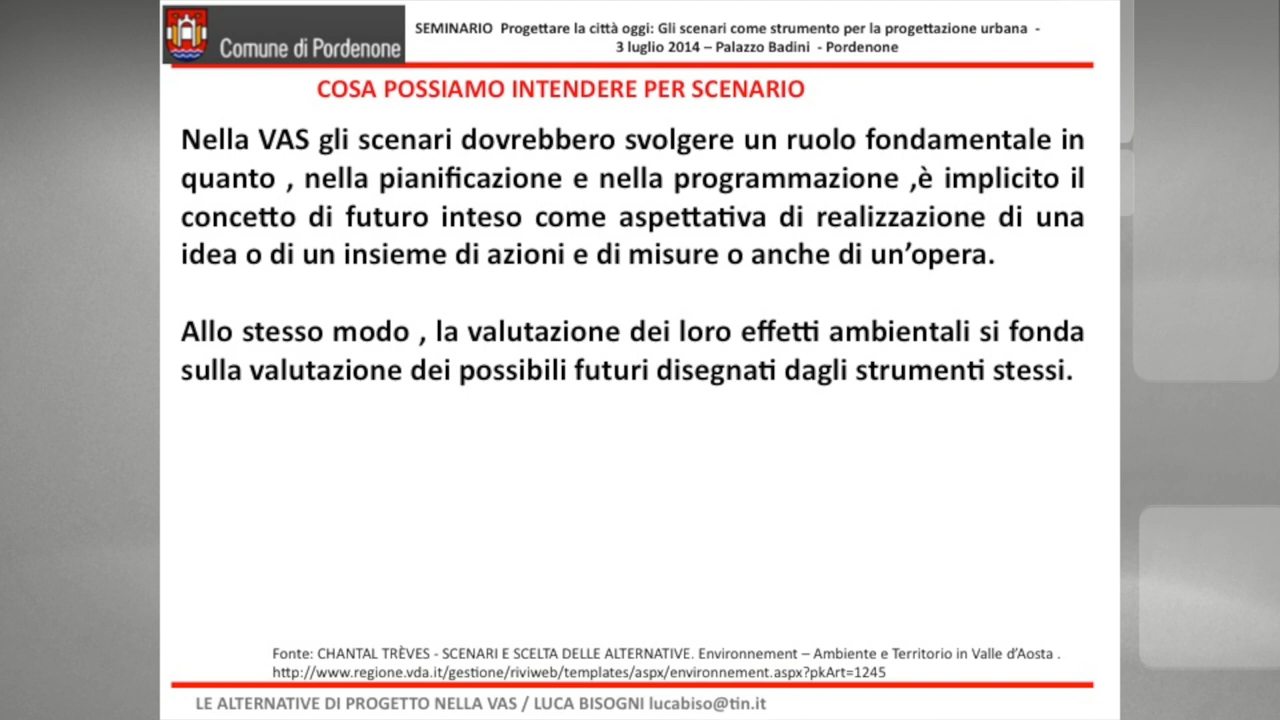 Comune di Pordenone
SEMINARIO Progettare la città oggi: Gli scenari come strumento per la progettazione urbana -
3 luglio 2014 – Palazzo Badini - Pordenone
COSA POSSIAMO INTENDERE PER SCENARIO
Nella VAS gli scenari dovrebbero svolgere un ruolo fondamentale in
quanto , nella pianificazione e nella programmazione ,è implicito il
concetto di futuro inteso come aspettativa di realizzazione di una
idea o di un insieme di azioni e di misure o anche di un’opera.
Allo stesso modo , la valutazione dei loro effetti ambientali si fonda
sulla valutazione dei possibili futuri disegnati dagli strumenti stessi.
Fonte: CHANTAL TRÈVES - SCENARI E SCELTA DELLE ALTERNATIVE. Environnement – Ambiente e Territorio in Valle d’Aosta .
http://www.regione.vda.it/gestione/riviweb/templates/aspx/environnement.aspx?pkArt=1245
LE ALTERNATIVE DI PROGETTO NELLA VAS / LUCA BISOGNI lucabiso@tin.it